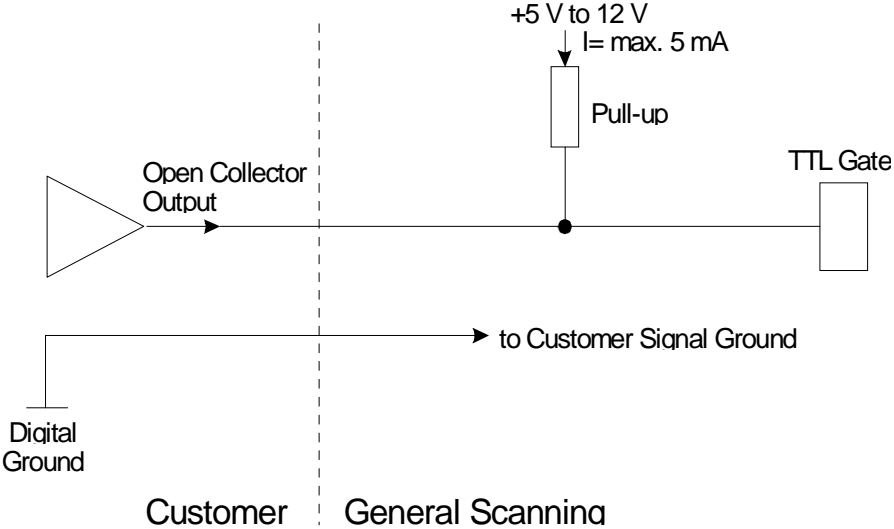 +5 V to 12 V
I= max. 5 mA
Pull-up
TTL Gate
Open Collector
Output
to Customer Signal Ground
Digital
Ground
Customer
General Scanning